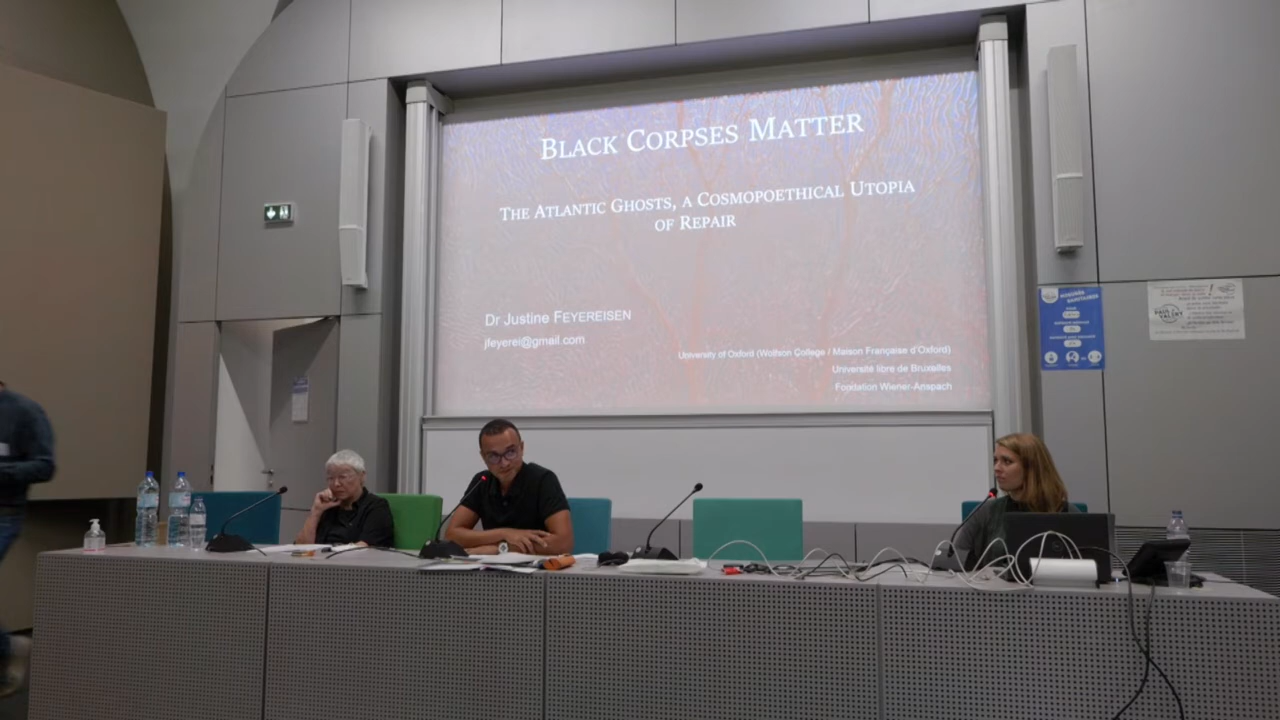 BLACK CORPSES MATTER
THE ATLANTIC GHOSTS, A COSMOPOETHICAL UTOPIA
OF REPAIR
Dr Justine FEYEREISEN
jfeyerei@gmail.com
University of Oxford (Wolfson College / Maison Française d'Oxford)
Université libre de Bruxelles
Fondation Wiener-Anspach